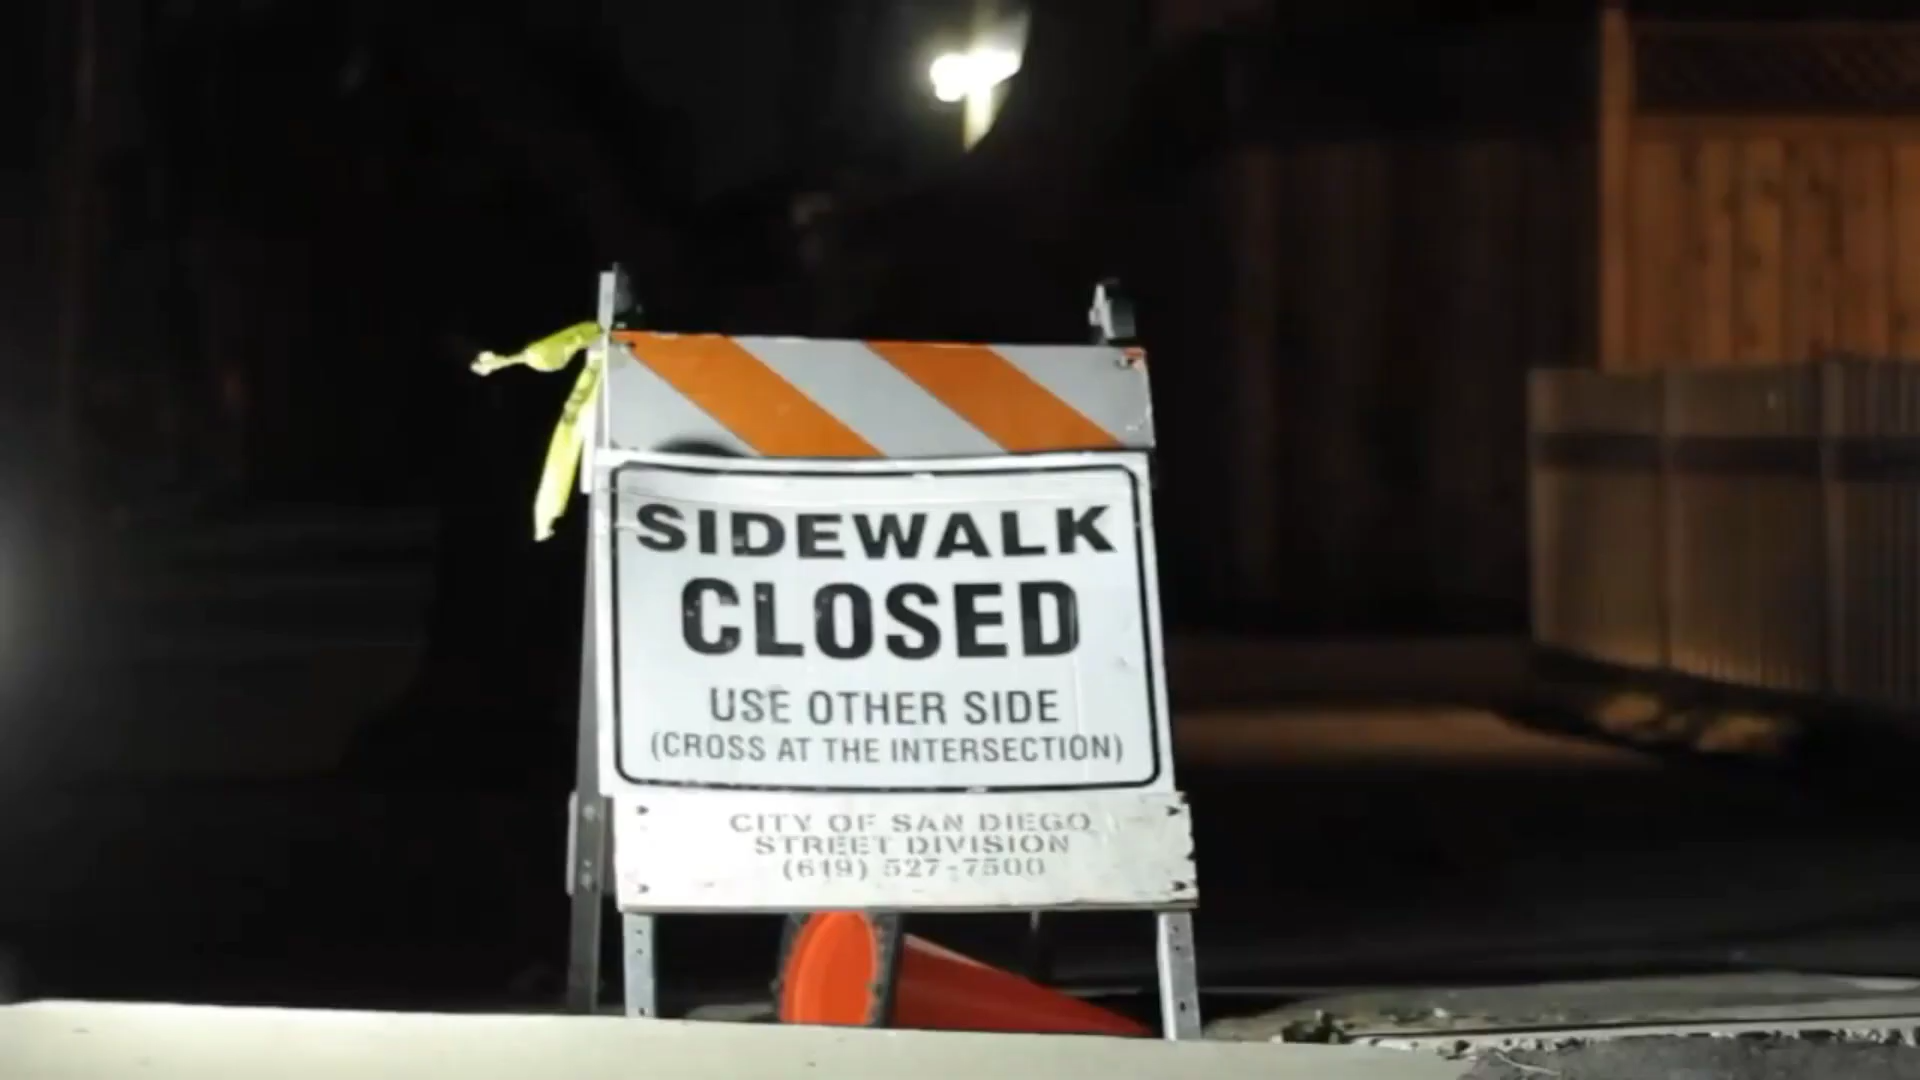 SIDEWALK
CLOSED
USE OTHER SIDE
(CROSS AT THE INTERSECTION)
CITY OF SAN DIEGO
STREET DIVISION
(619) 527-7500